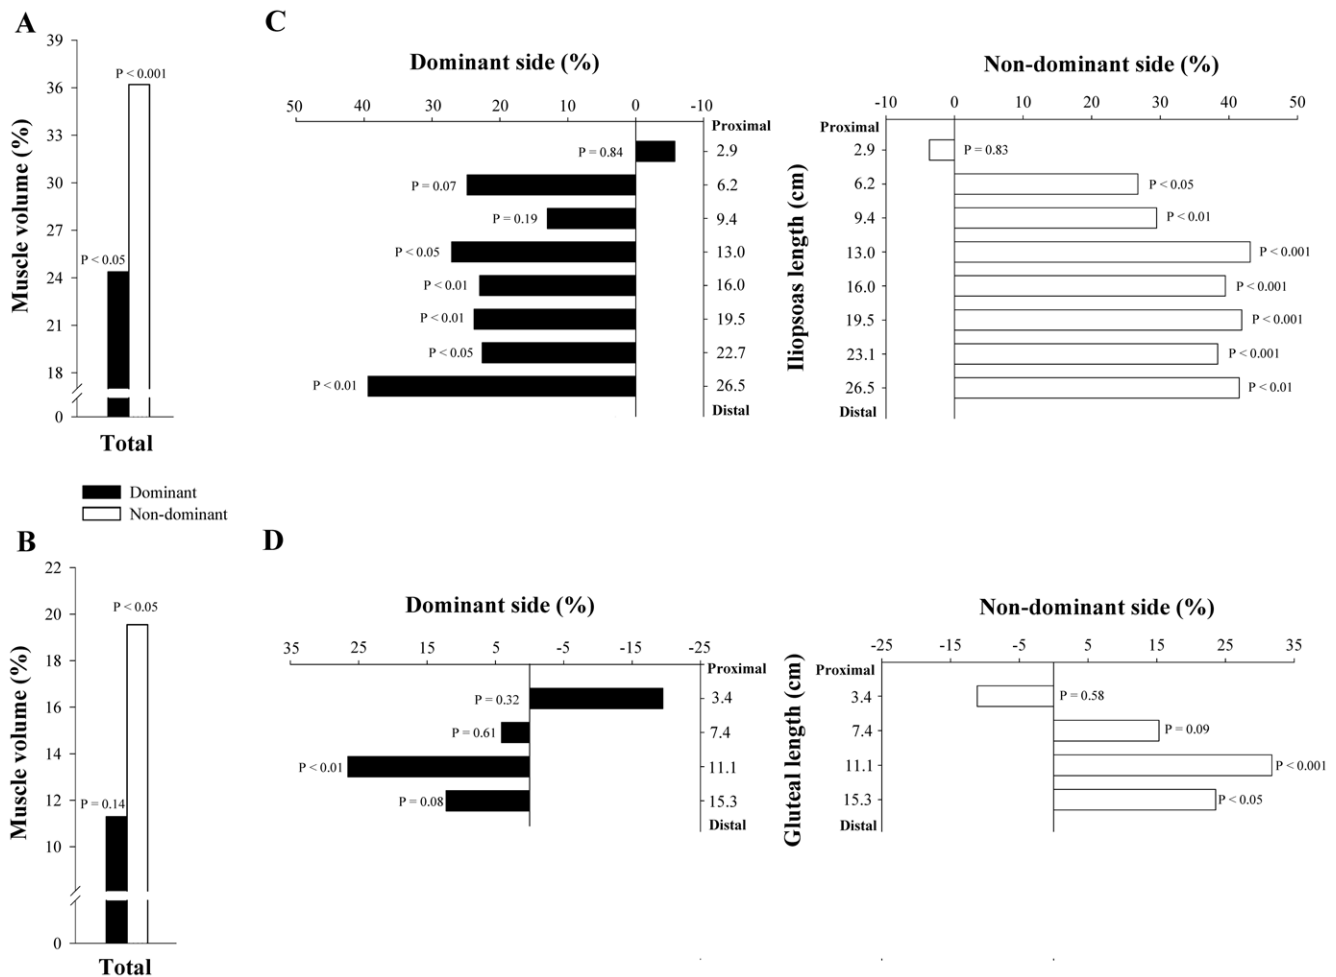 A
Muscle volume (%)
39
36
33
30
27
24
21
18
0
P < 0.05
P < 0.001
Total
Dominant
Non-dominant
B
Muscle volume (%)
22
20
18
16
14
12
10
0
P = 0.14
P < 0.05
Total
C
Dominant side (%)
50 40 30 20 10 0 -10
Proximal
P = 0.84 2.9
P = 0.07 6.2
P = 0.19 9.4
P < 0.05 13.0
P < 0.01 16.0
P < 0.01 19.5
P < 0.05 22.7
P < 0.01 26.5
Distal
Iliopsoas length (cm)
Non-dominant side (%)
-10 0 10 20 30 40 50
Proximal
2.9 P = 0.83
6.2 P < 0.05
9.4 P < 0.01
13.0 P < 0.001
16.0 P < 0.001
19.5 P < 0.001
23.1 P < 0.001
26.5 P < 0.01
Distal
D
Dominant side (%)
35 25 15 5 -5 -15 -25
Proximal
P = 0.32 3.4
P = 0.61 7.4
P < 0.01 11.1
P = 0.08 15.3
Distal
Gluteal length (cm)
Non-dominant side (%)
-25 -15 -5 5 15 25 35
Proximal
3.4 P = 0.58
7.4 P = 0.09
11.1 P < 0.001
15.3 P < 0.05
Distal